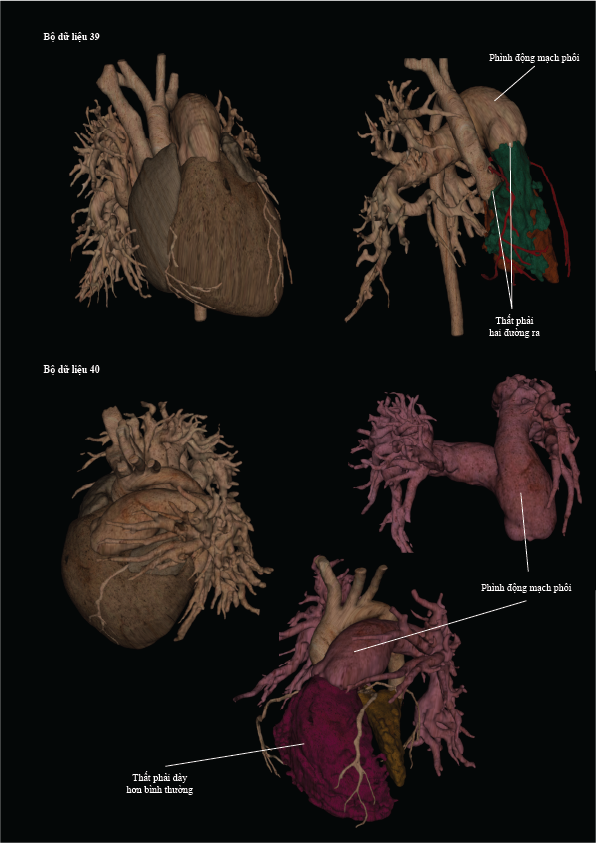 Bộ dữ liệu 39
Phình động mạch phổi
Thất phải
hai đường ra
Bộ dữ liệu 40
Phình động mạch phổi
Thất phải dày
hơn bình thường